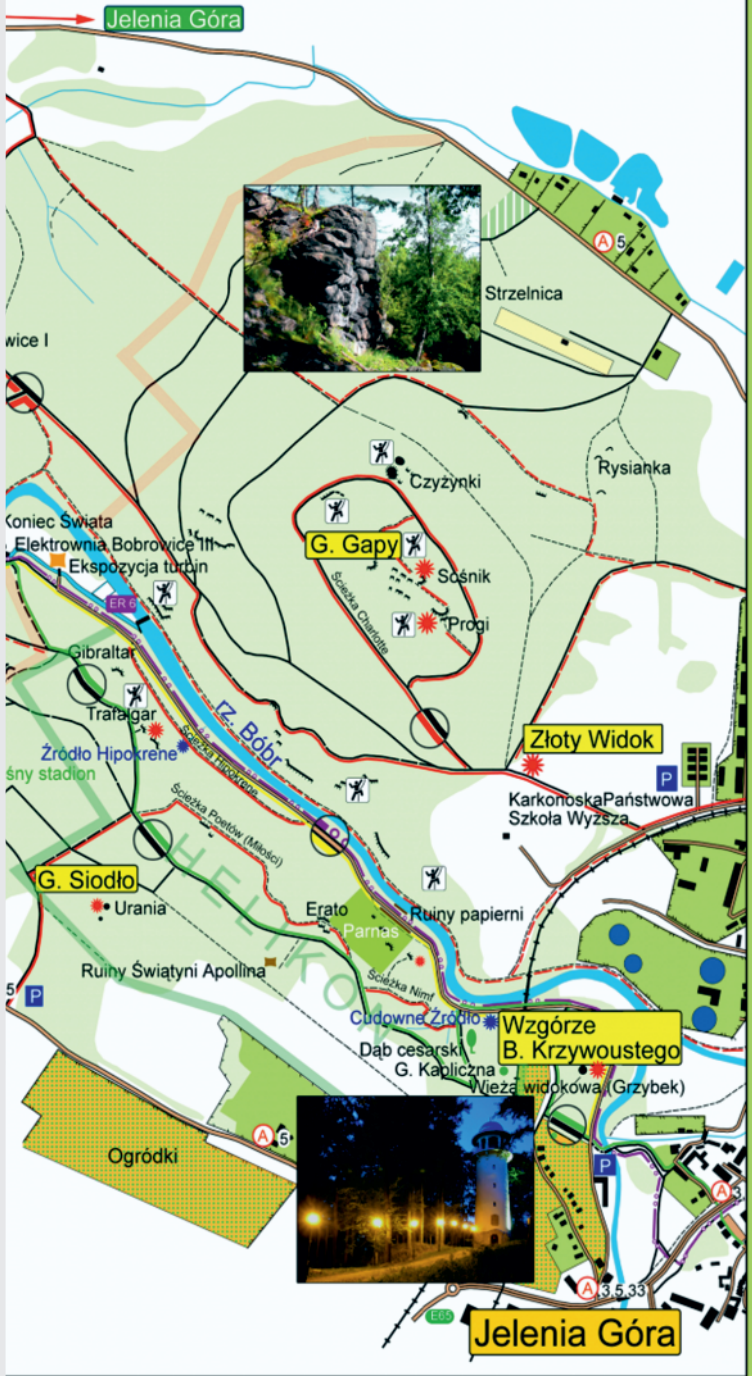 Jelenia Góra
A 5
Strzelnica
wice I
Rysianka
Czyżynki
Koniec Świata
Elektrownia Bobrowice III
Ekspozycja turbin
G. Gapy
Sośnik
Ścieżka Charlotte
Progi
ER 6
Gibraltar
Trafalgar
rz. Bóbr
Źródło Hipokrene
Ścieżka Hipokrene
śny stadion
Złoty Widok
P
KarkonoskaPaństwowa
Szkoła Wyższa
Ścieżka Poetów (Miłości)
HELIKON
G. Siodło
Urania
Erato
Ruiny papierni
Parnas
Ruiny Świątyni Apollina
Ścieżka Nimf
5
P
Cudowne Źródło
Wzgórze
B. Krzywoustego
Dąb cesarski
G. Kapliczna
Wieża widokowa (Grzybek)
Ogródki
A 5
P
A 3
A 3,5,33
E65
Jelenia Góra